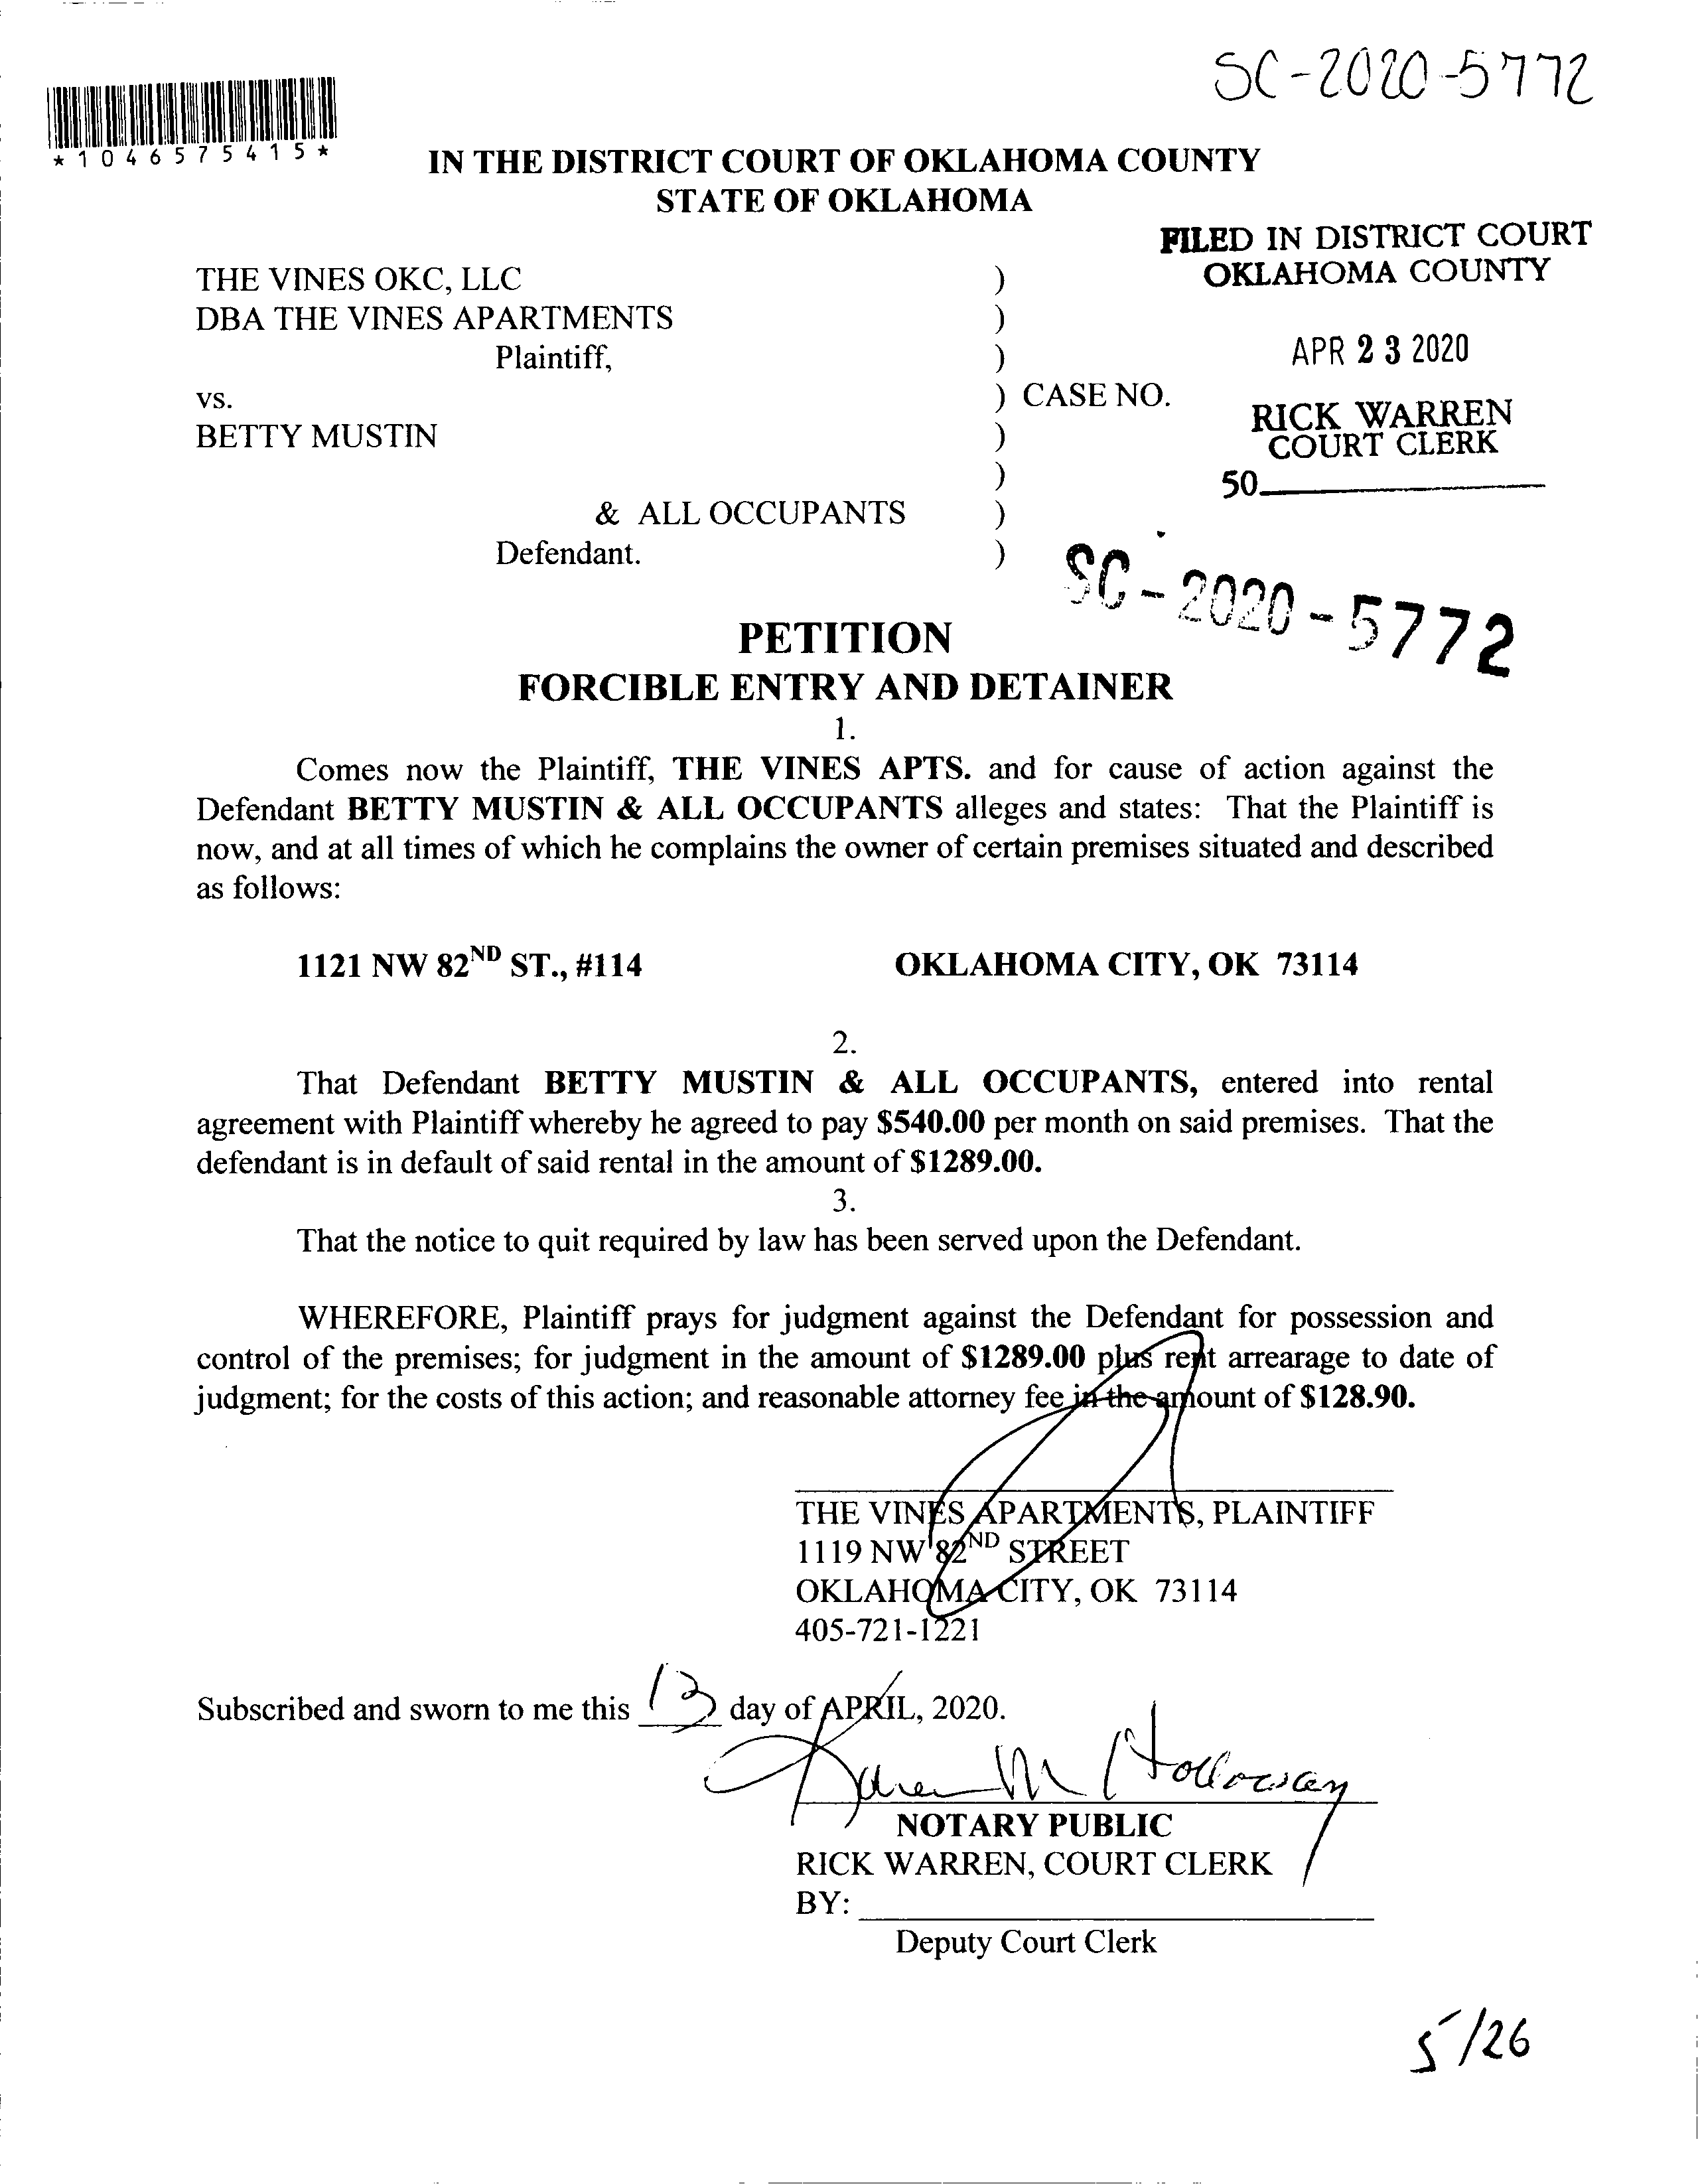 SC-2020-5772
*1046575415*
IN THE DISTRICT COURT OF OKLAHOMA COUNTY
STATE OF OKLAHOMA
FILED IN DISTRICT COURT
OKLAHOMA COUNTY
THE VINES OKC, LLC )
DBA THE VINES APARTMENTS )
APR 23 2020
Plaintiff, )
vs. ) CASE NO.
RICK WARREN
COURT CLERK
BETTY MUSTIN )
)
50
& ALL OCCUPANTS )
Defendant. )
SC-2020-5772
PETITION
FORCIBLE ENTRY AND DETAINER
1.
Comes now the Plaintiff, THE VINES APTS. and for cause of action against the
Defendant BETTY MUSTIN & ALL OCCUPANTS alleges and states: That the Plaintiff is
now, and at all times of which he complains the owner of certain premises situated and described
as follows:
1121 NW 82ND ST., #114 OKLAHOMA CITY, OK 73114
2.
That Defendant BETTY MUSTIN & ALL OCCUPANTS, entered into rental
agreement with Plaintiff whereby he agreed to pay $540.00 per month on said premises. That the
defendant is in default of said rental in the amount of $1289.00.
3.
That the notice to quit required by law has been served upon the Defendant.
WHEREFORE, Plaintiff prays for judgment against the Defendant for possession and
control of the premises; for judgment in the amount of $1289.00 plus rent arrearage to date of
judgment; for the costs of this action; and reasonable attorney fee in the amount of $128.90.
THE VINES APARTMENTS, PLAINTIFF
1119 NW 82ND STREET
OKLAHOMA CITY, OK 73114
405-721-1221
Subscribed and sworn to me this 13 day of APRIL, 2020.
Karen M Holloway
NOTARY PUBLIC
RICK WARREN, COURT CLERK
BY:
Deputy Court Clerk
5/26